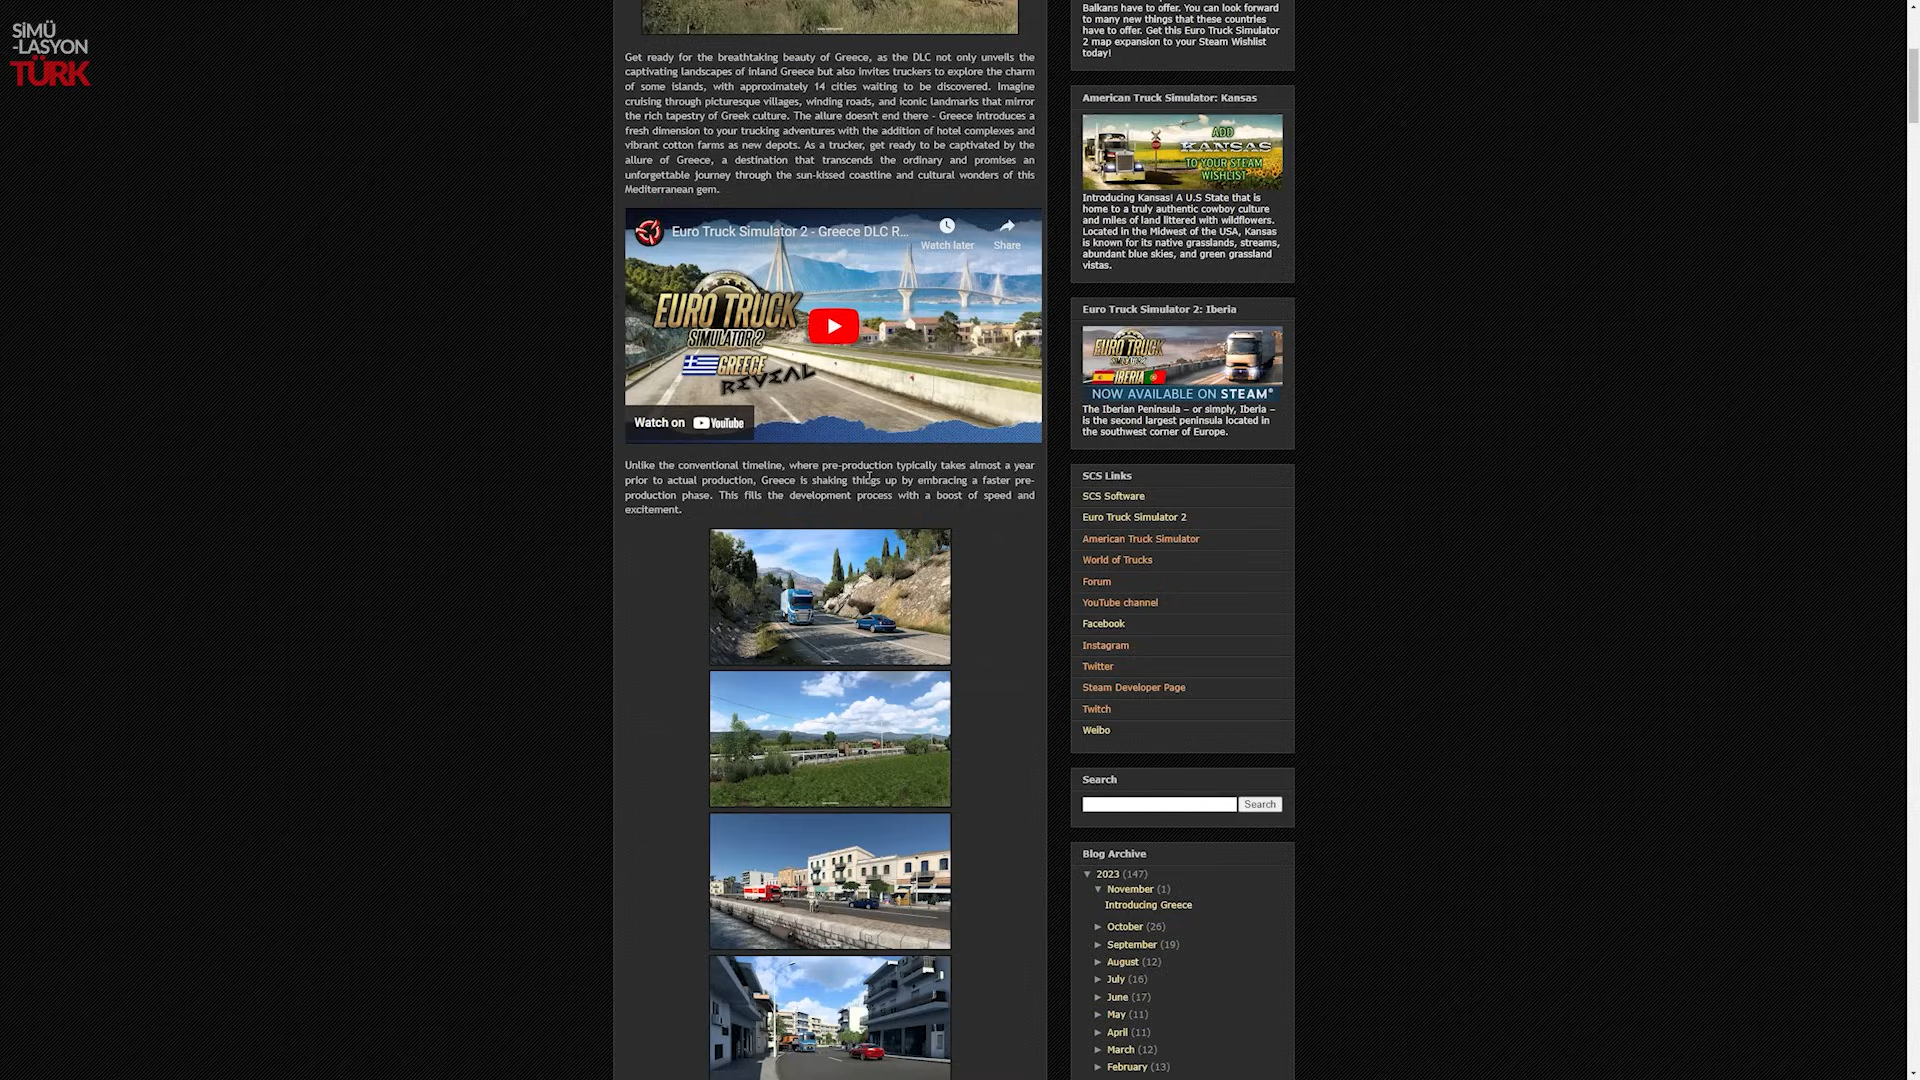 SİMÜ
-LASYON
TÜRK
Get ready for the breathtaking beauty of Greece, as the DLC not only unveils the
captivating landscapes of inland Greece but also invites truckers to explore the charm
of some islands, with approximately 14 cities waiting to be discovered. Imagine
cruising through picturesque villages, winding roads, and iconic landmarks that mirror
the rich tapestry of Greek culture. The allure doesn't end there - Greece introduces a
fresh dimension to your trucking adventures with the addition of hotel complexes and
vibrant cotton farms as new depots. As a trucker, get ready to be captivated by the
allure of Greece, a destination that transcends the ordinary and promises an
unforgettable journey through the sun-kissed coastline and cultural wonders of this
Mediterranean gem.
Euro Truck Simulator 2 - Greece DLC R...
Watch later
Share
EURO TRUCK
SIMULATOR 2
GREECE
REVEAL
Watch on YouTube
Unlike the conventional timeline, where pre-production typically takes almost a year
prior to actual production, Greece is shaking things up by embracing a faster pre-
production phase. This fills the development process with a boost of speed and
excitement.
Balkans have to offer. You can look forward
to many new things that these countries
have to offer. Get this Euro Truck Simulator
2 map expansion to your Steam Wishlist
today!
American Truck Simulator: Kansas
ADD
KANSAS
TO YOUR STEAM
WISHLIST
Introducing Kansas! A U.S State that is
home to a truly authentic cowboy culture
and miles of land littered with wildflowers.
Located in the Midwest of the USA, Kansas
is known for its native grasslands, streams,
abundant blue skies, and green grassland
vistas.
Euro Truck Simulator 2: Iberia
EURO TRUCK
IBERIA
NOW AVAILABLE ON STEAM
The Iberian Peninsula – or simply, Iberia –
is the second largest peninsula located in
the southwest corner of Europe.
SCS Links
SCS Software
Euro Truck Simulator 2
American Truck Simulator
World of Trucks
Forum
YouTube channel
Facebook
Instagram
Twitter
Steam Developer Page
Twitch
Weibo
Search
Search
Blog Archive
▼ 2023 (147)
▼ November (1)
Introducing Greece
► October (26)
► September (19)
► August (12)
► July (16)
► June (17)
► May (11)
► April (11)
► March (12)
► February (13)